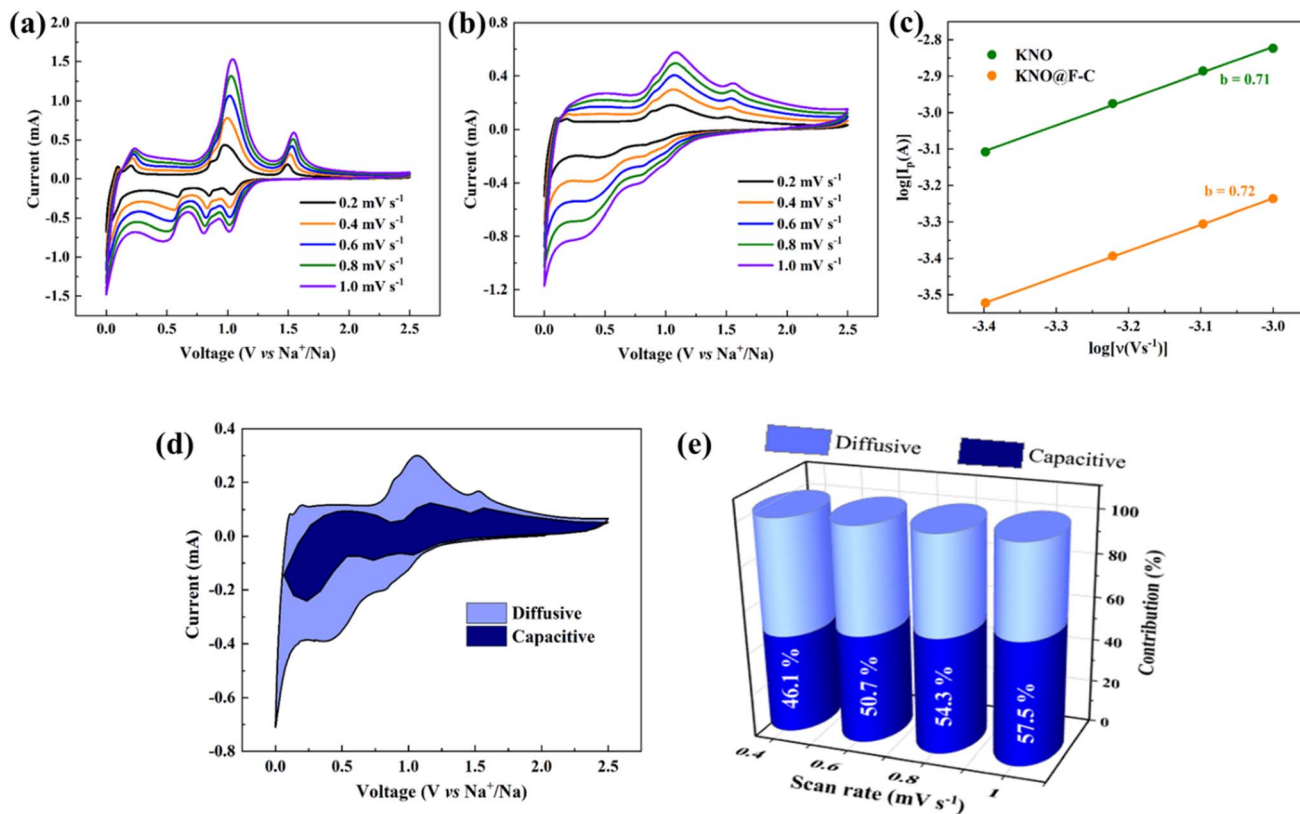 (a)
2.0
1.5
1.0
0.5
0.0
-0.5
-1.0
-1.5
Current (mA)
0.2 mV s⁻¹
0.4 mV s⁻¹
0.6 mV s⁻¹
0.8 mV s⁻¹
1.0 mV s⁻¹
0.0 0.5 1.0 1.5 2.0 2.5
Voltage (V vs Na⁺/Na)
(b)
0.8
0.4
0.0
-0.4
-0.8
-1.2
Current (mA)
0.2 mV s⁻¹
0.4 mV s⁻¹
0.6 mV s⁻¹
0.8 mV s⁻¹
1.0 mV s⁻¹
0.0 0.5 1.0 1.5 2.0 2.5
Voltage (V vs Na⁺/Na)
(c)
-2.8
-2.9
-3.0
-3.1
-3.2
-3.3
-3.4
-3.5
log[Iₚ(A)]
KNO
KNO@F-C
b = 0.71
b = 0.72
-3.4 -3.3 -3.2 -3.1 -3.0
log[ν(Vs⁻¹)]
(d)
0.4
0.2
0.0
-0.2
-0.4
-0.6
-0.8
Current (mA)
Diffusive
Capacitive
0.0 0.5 1.0 1.5 2.0 2.5
Voltage (V vs Na⁺/Na)
(e)
Diffusive
Capacitive
46.1 %
50.7 %
54.3 %
57.5 %
100
80
60
40
20
0
Contribution (%)
0.4 0.6 0.8 1
Scan rate (mV s⁻¹)